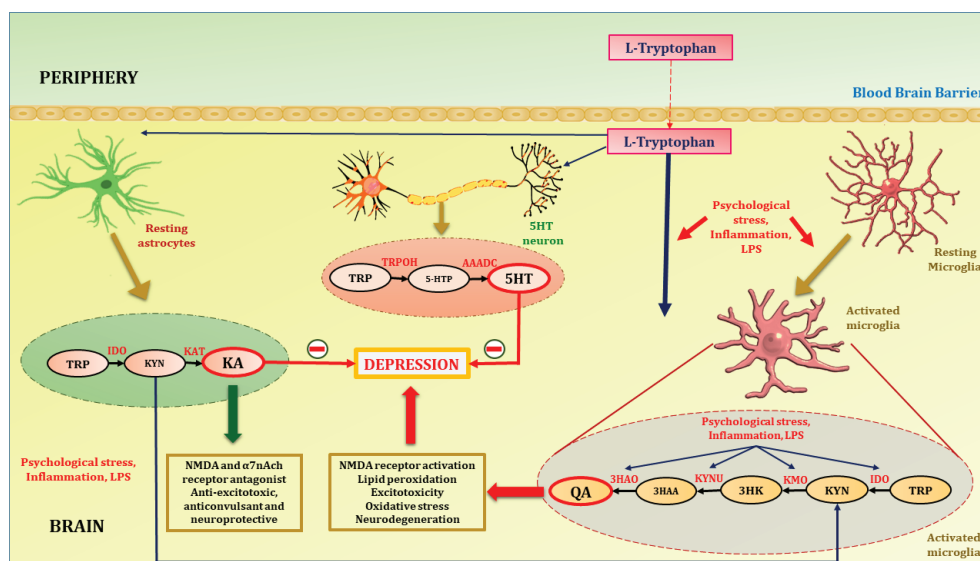 L-Tryptophan
PERIPHERY
Blood Brain Barrier
L-Tryptophan
Resting
astrocytes
5HT
neuron
Psychological
stress,
Inflammation,
LPS
Resting
Microglia
TRP
TRPOH
5-HTP
AAADC
5HT
Activated
microglia
TRP
IDO
KYN
KAT
KA
DEPRESSION
Psychological stress,
Inflammation, LPS
NMDA and α7nAch
receptor antagonist
Anti-excitotoxic,
anticonvulsant and
neuroprotective
NMDA receptor activation
Lipid peroxidation
Excitotoxicity
Oxidative stress
Neurodegeneration
Psychological stress,
Inflammation, LPS
QA
3HAO
3HAA
KYNU
3HK
KMO
KYN
IDO
TRP
BRAIN
Activated
microglia